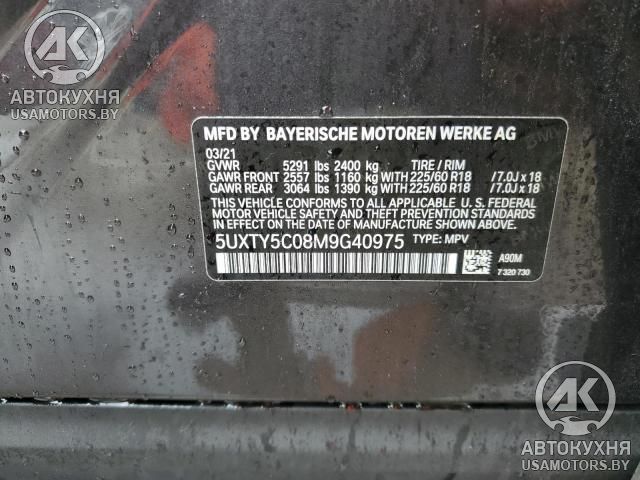 AK
АВТОКУХНЯ
USAMOTORS.BY
MFD BY BAYERISCHE MOTOREN WERKE AG
03/21
GVWR 5291 lbs 2400 kg TIRE / RIM
GAWR FRONT 2557 lbs 1160 kg WITH 225/60 R18 /7.0J x 18
GAWR REAR 3064 lbs 1390 kg WITH 225/60 R18 /7.0J x 18
THIS VEHICLE CONFORMS TO ALL APPLICABLE U. S. FEDERAL
MOTOR VEHICLE SAFETY, BUMPER,
AND THEFT PREVENTION STANDARDS IN EFFECT
ON THE DATE OF MANUFACTURE SHOWN ABOVE.
5UXTY5C08M9G40975 TYPE: MPV
A90M
7 320 730
AK
АВТОКУХНЯ
USAMOTORS.BY